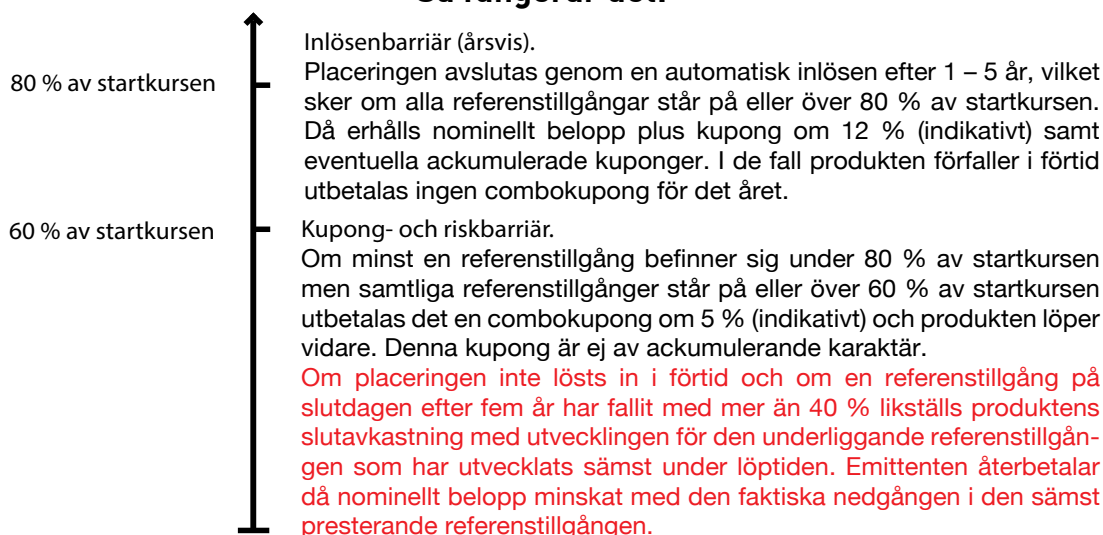 Så fungerar det:
Inlösenbarriär (årsvis).
80 % av startkursen
Placeringen avslutas genom en automatisk inlösen efter 1 – 5 år, vilket
sker om alla referenstillgångar står på eller över 80 % av startkursen.
Då erhålls nominellt belopp plus kupong om 12 % (indikativt) samt
eventuella ackumulerade kuponger. I de fall produkten förfaller i förtid
utbetalas ingen combokupong för det året.
60 % av startkursen
Kupong- och riskbarriär.
Om minst en referenstillgång befinner sig under 80 % av startkursen
men samtliga referenstillgånger står på eller över 60 % av startkursen
utbetalas det en combokupong om 5 % (indikativt) och produkten löper
vidare. Denna kupong är ej av ackumulerande karaktär.
Om placeringen inte lösts in i förtid och om en referenstillgång på
slutdagen efter fem år har fallit med mer än 40 % likställs produktens
slutavkastning med utvecklingen för den underliggande referenstillgån-
gen som har utvecklats sämst under löptiden. Emittenten återbetalar
då nominellt belopp minskat med den faktiska nedgången i den sämst
presterande referenstillgången.